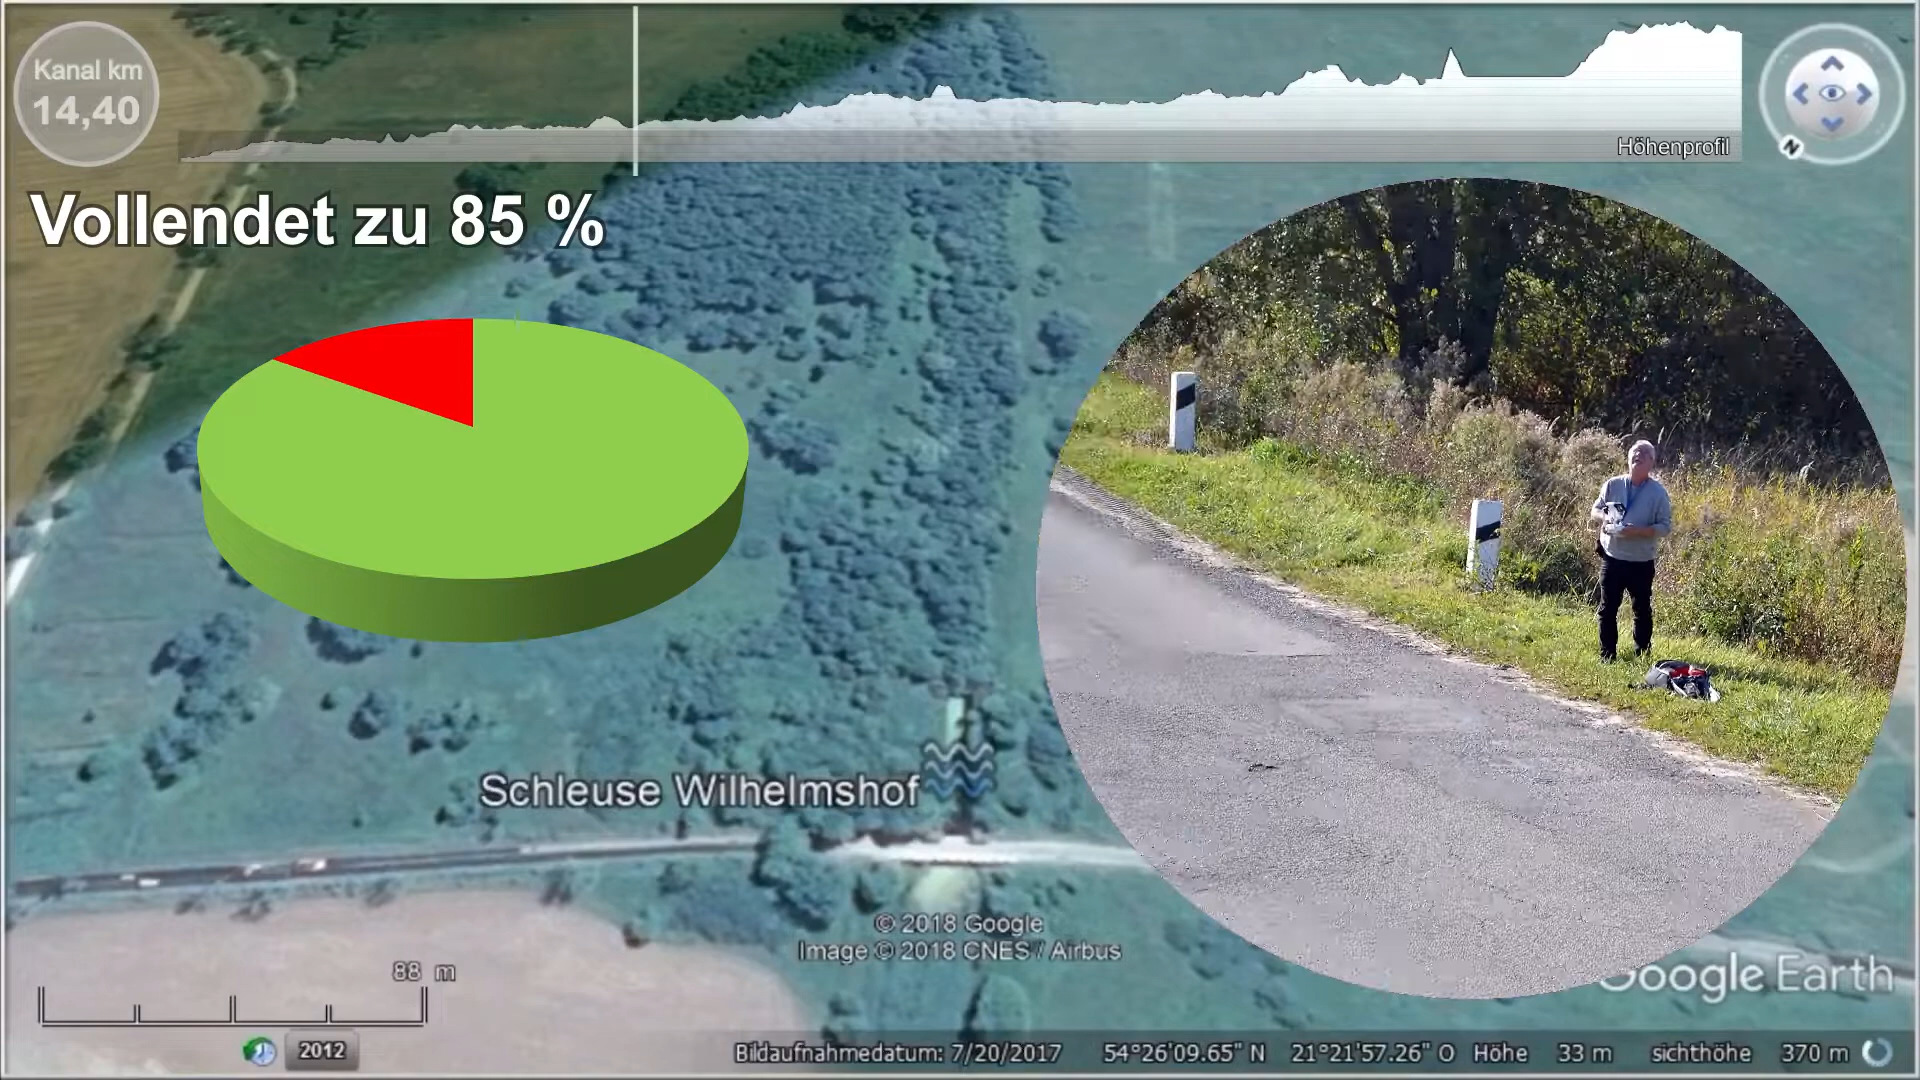 Kanal km
14,40
Höhenprofil
N
Vollendet zu 85 %
Schleuse Wilhelmshof
© 2018 Google
Image © 2018 CNES / Airbus
Google Earth
88 m
2012
Bildaufnahmedatum: 7/20/2017 54°26'09.65" N 21°21'57.26" O Höhe 33 m sichthöhe 370 m